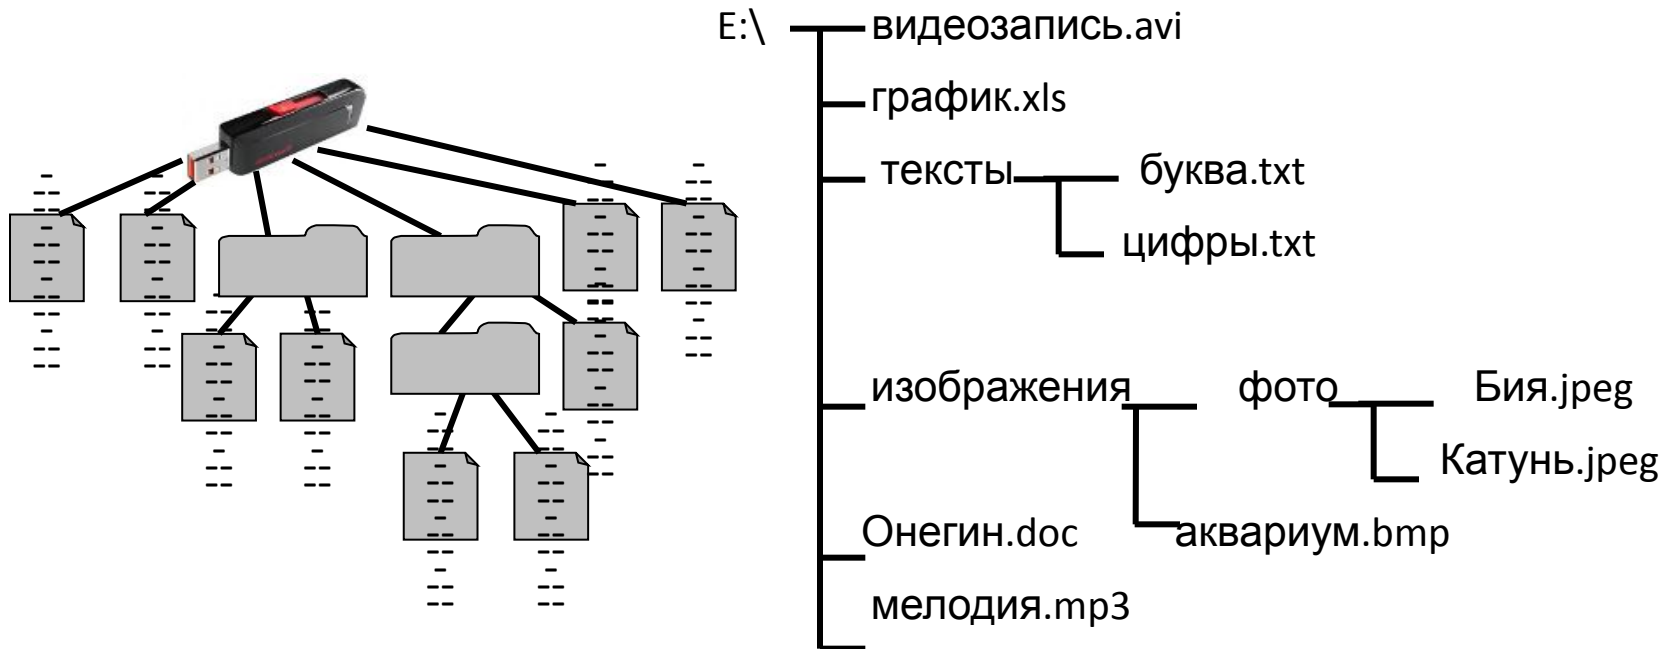 E:\ видеозапись.avi
график.xls
тексты буква.txt
цифры.txt
изображения фото Бия.jpeg
Катунь.jpeg
Онегин.doc аквариум.bmp
мелодия.mp3